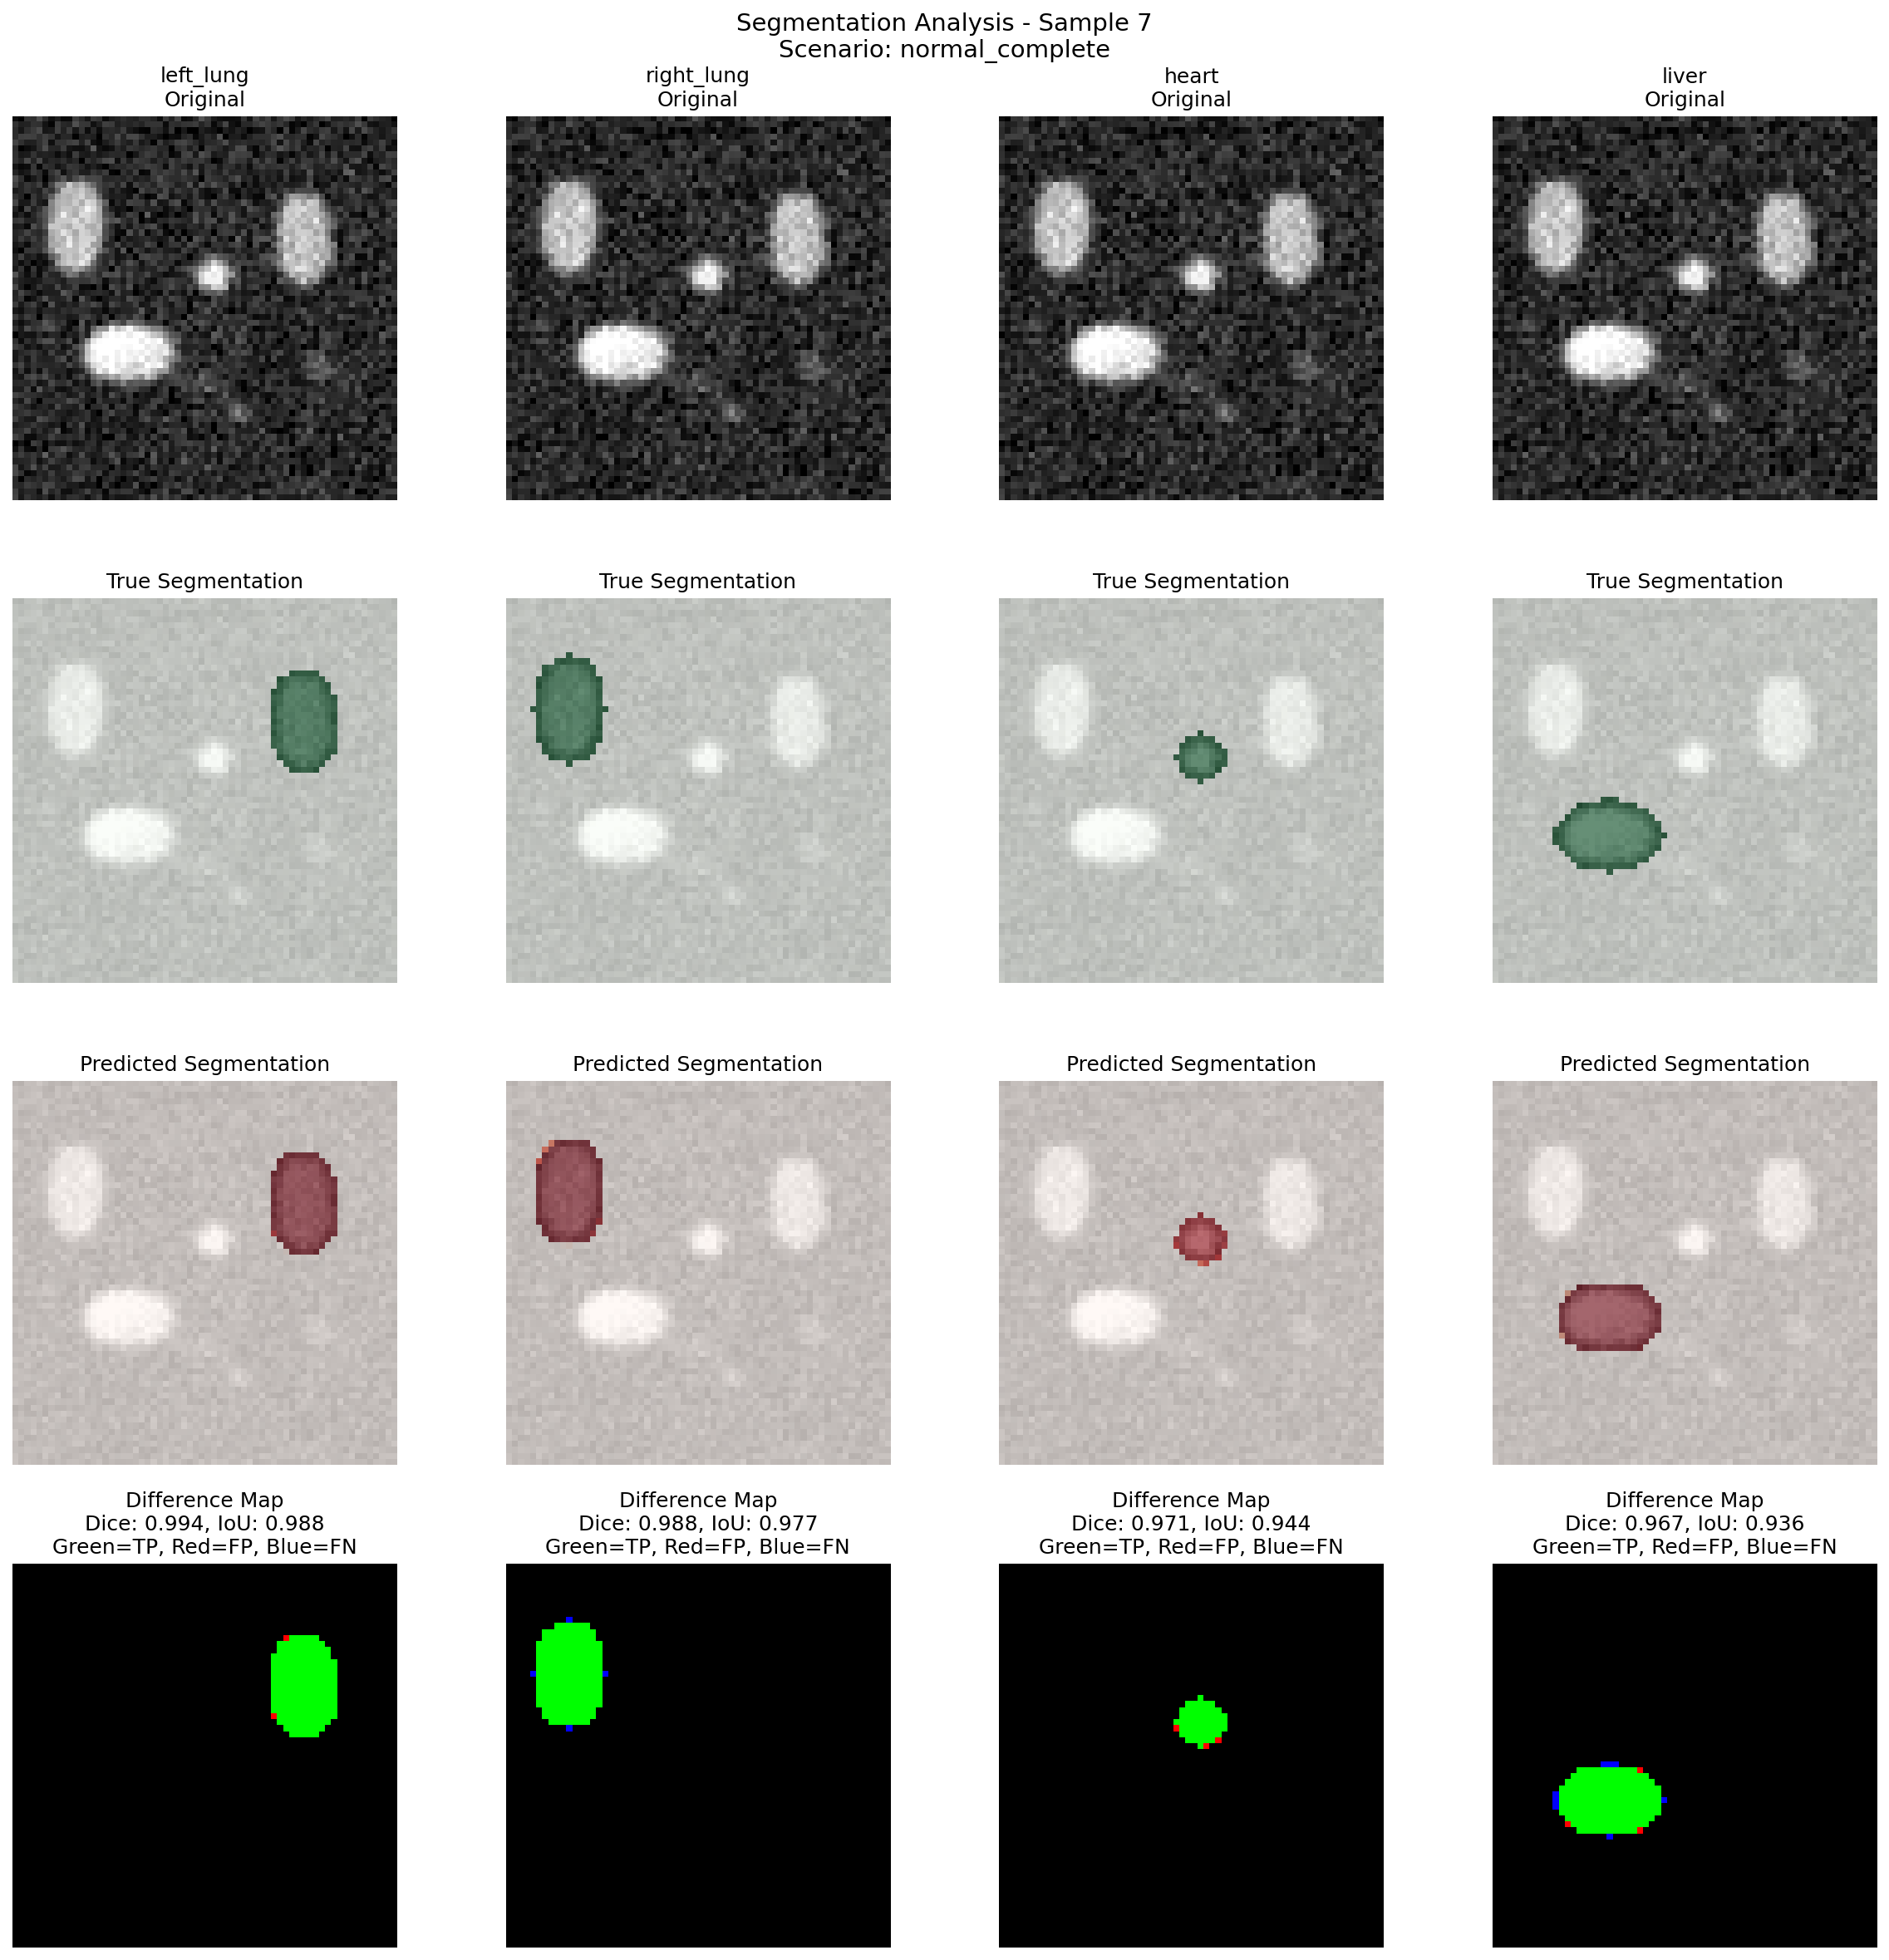 Segmentation Analysis - Sample 7
Scenario: normal_complete
left_lung
Original
right_lung
Original
heart
Original
liver
Original
True Segmentation
True Segmentation
True Segmentation
True Segmentation
Predicted Segmentation
Predicted Segmentation
Predicted Segmentation
Predicted Segmentation
Difference Map
Dice: 0.994, IoU: 0.988
Green=TP, Red=FP, Blue=FN
Difference Map
Dice: 0.988, IoU: 0.977
Green=TP, Red=FP, Blue=FN
Difference Map
Dice: 0.971, IoU: 0.944
Green=TP, Red=FP, Blue=FN
Difference Map
Dice: 0.967, IoU: 0.936
Green=TP, Red=FP, Blue=FN